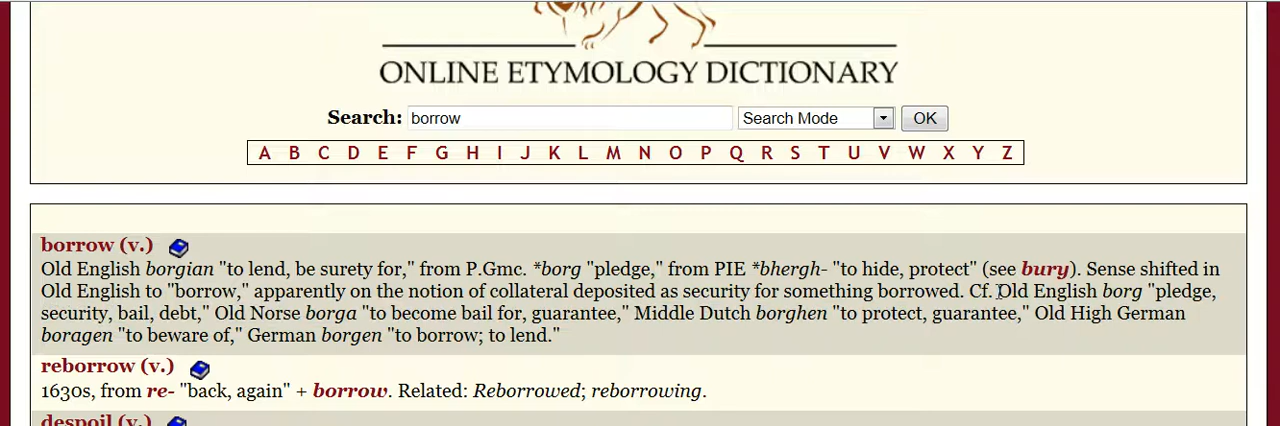 ONLINE ETYMOLOGY DICTIONARY
Search: borrow Search Mode OK
A B C D E F G H I J K L M N O P Q R S T U V W X Y Z
borrow (v.)
Old English borgian "to lend, be surety for," from P.Gmc. *borg "pledge," from PIE *bhergh- "to hide, protect" (see bury). Sense shifted in
Old English to "borrow," apparently on the notion of collateral deposited as security for something borrowed. Cf. Old English borg "pledge,
security, bail, debt," Old Norse borga "to become bail for, guarantee," Middle Dutch borghen "to protect, guarantee," Old High German
boragen "to beware of," German borgen "to borrow; to lend."
reborrow (v.)
1630s, from re- "back, again" + borrow. Related: Reborrowed; reborrowing.
despoil (v.)